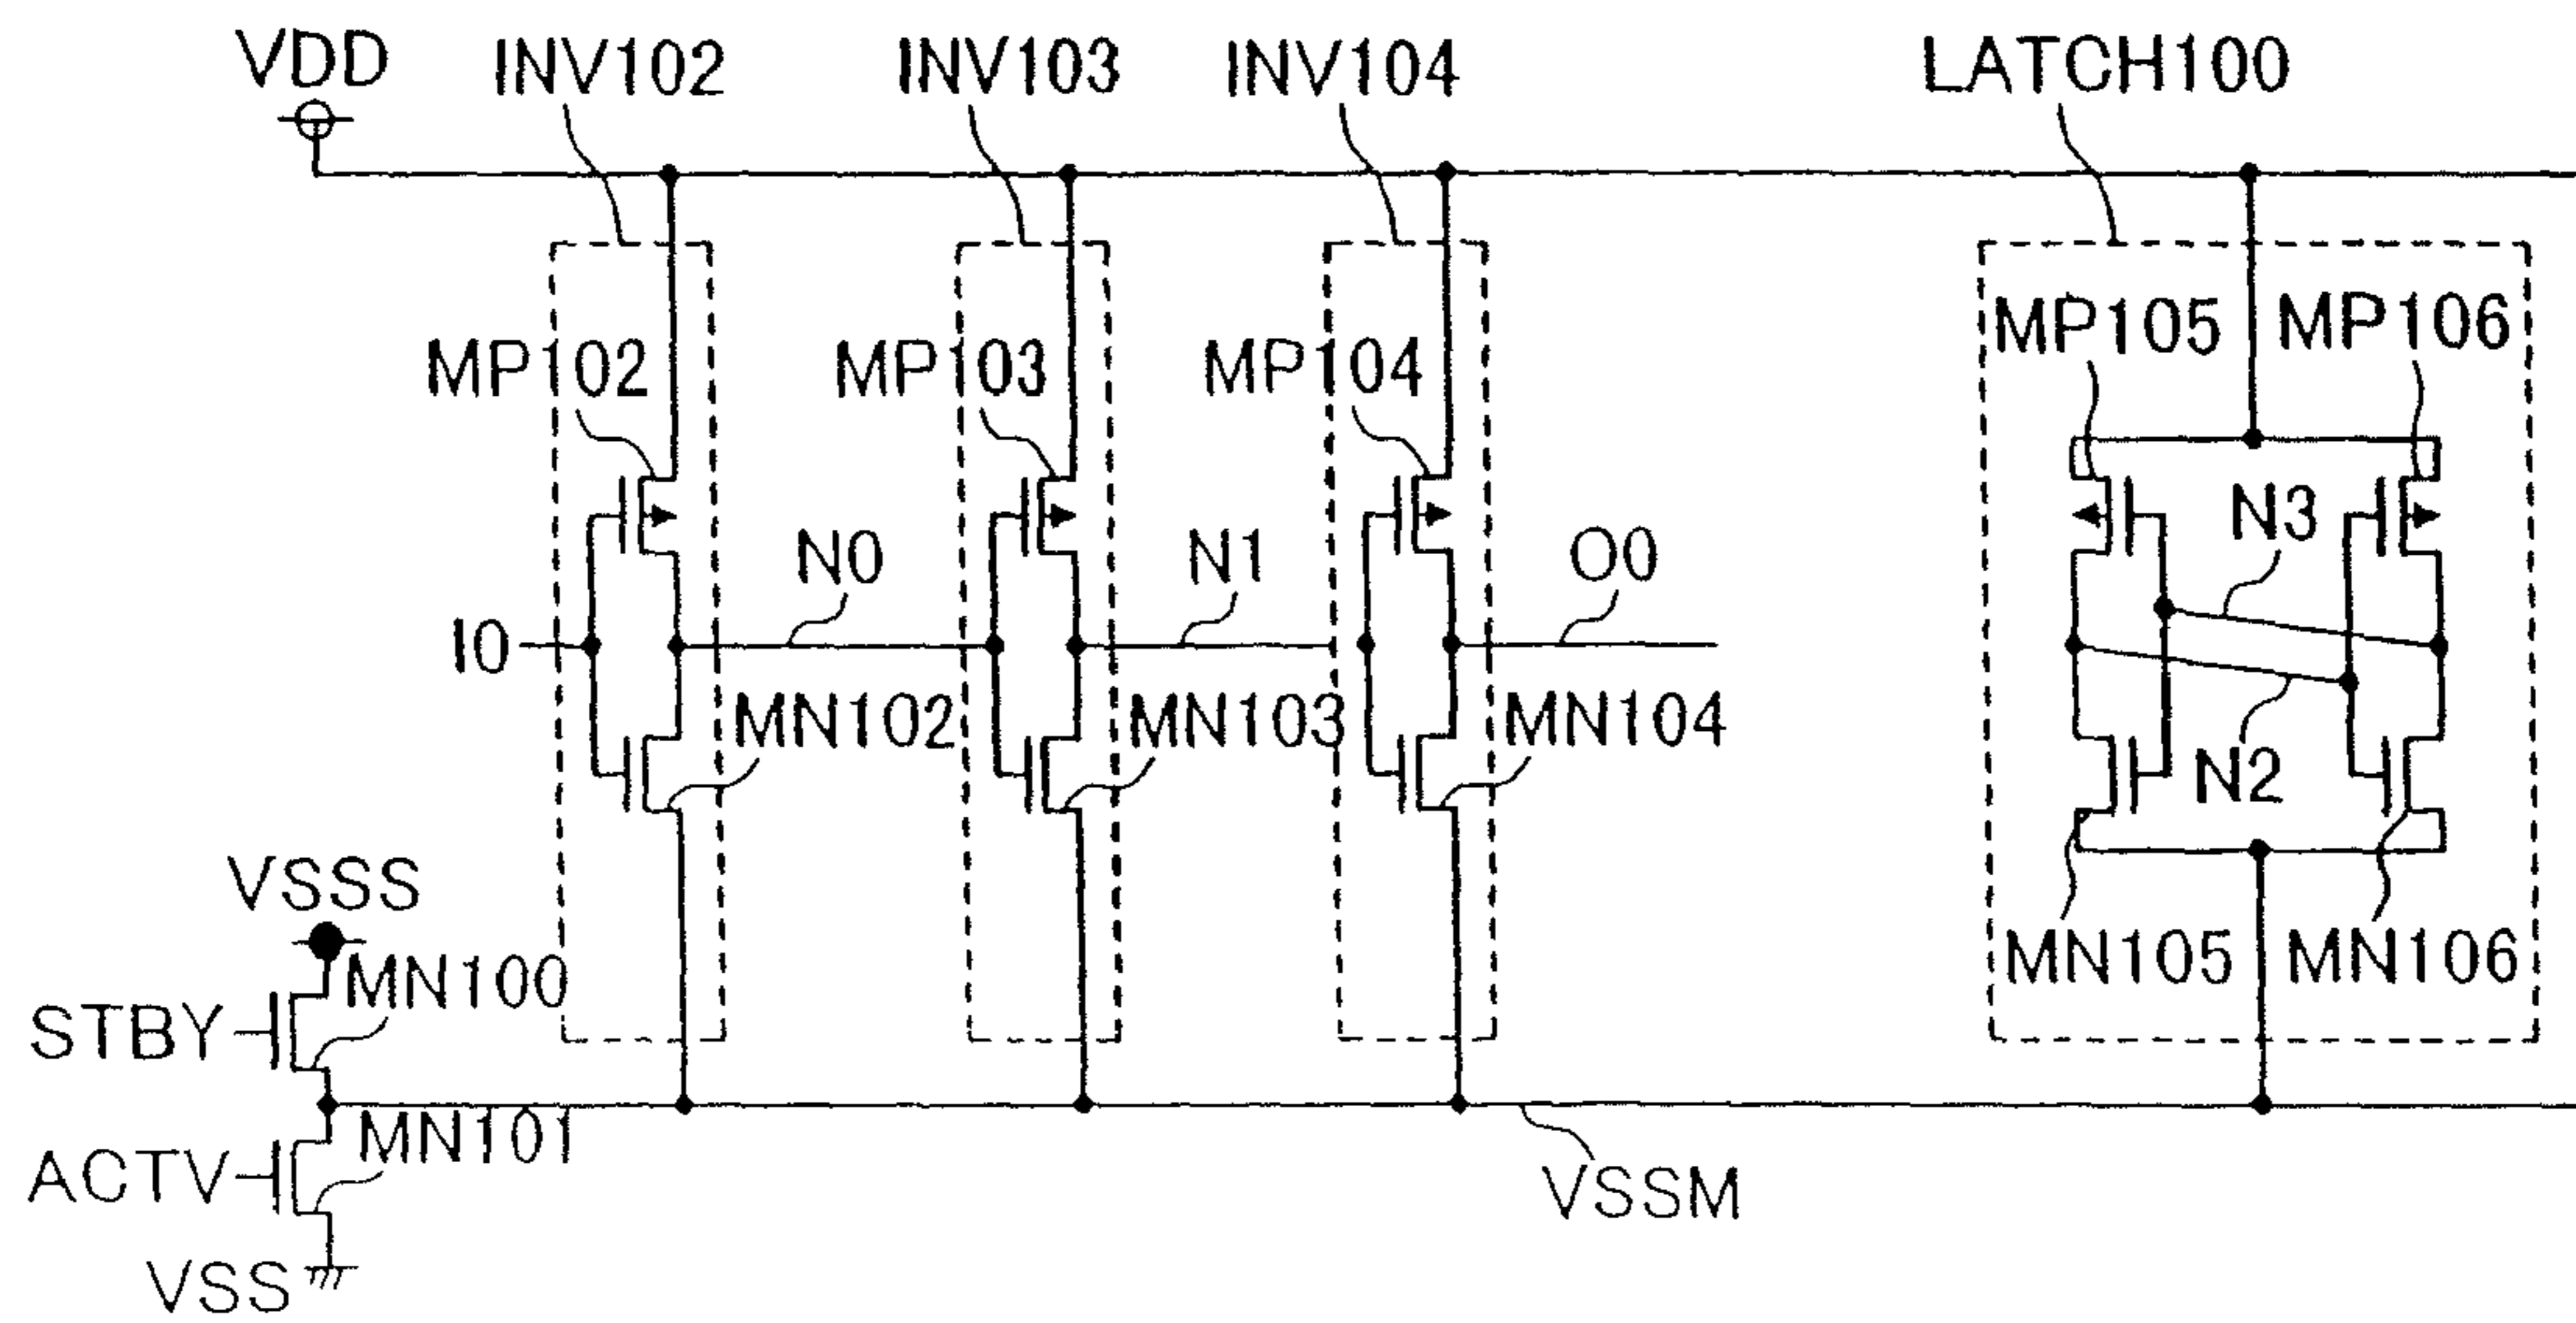 VDD
INV102
INV103
INV104
LATCH100
MP102
MP103
MP104
MP105
MP106
N0
N1
O0
N3
I0
MN102
MN103
MN104
N2
VSSS
MN100
MN105
MN106
STBY
MN101
ACTV
VSSM
VSS